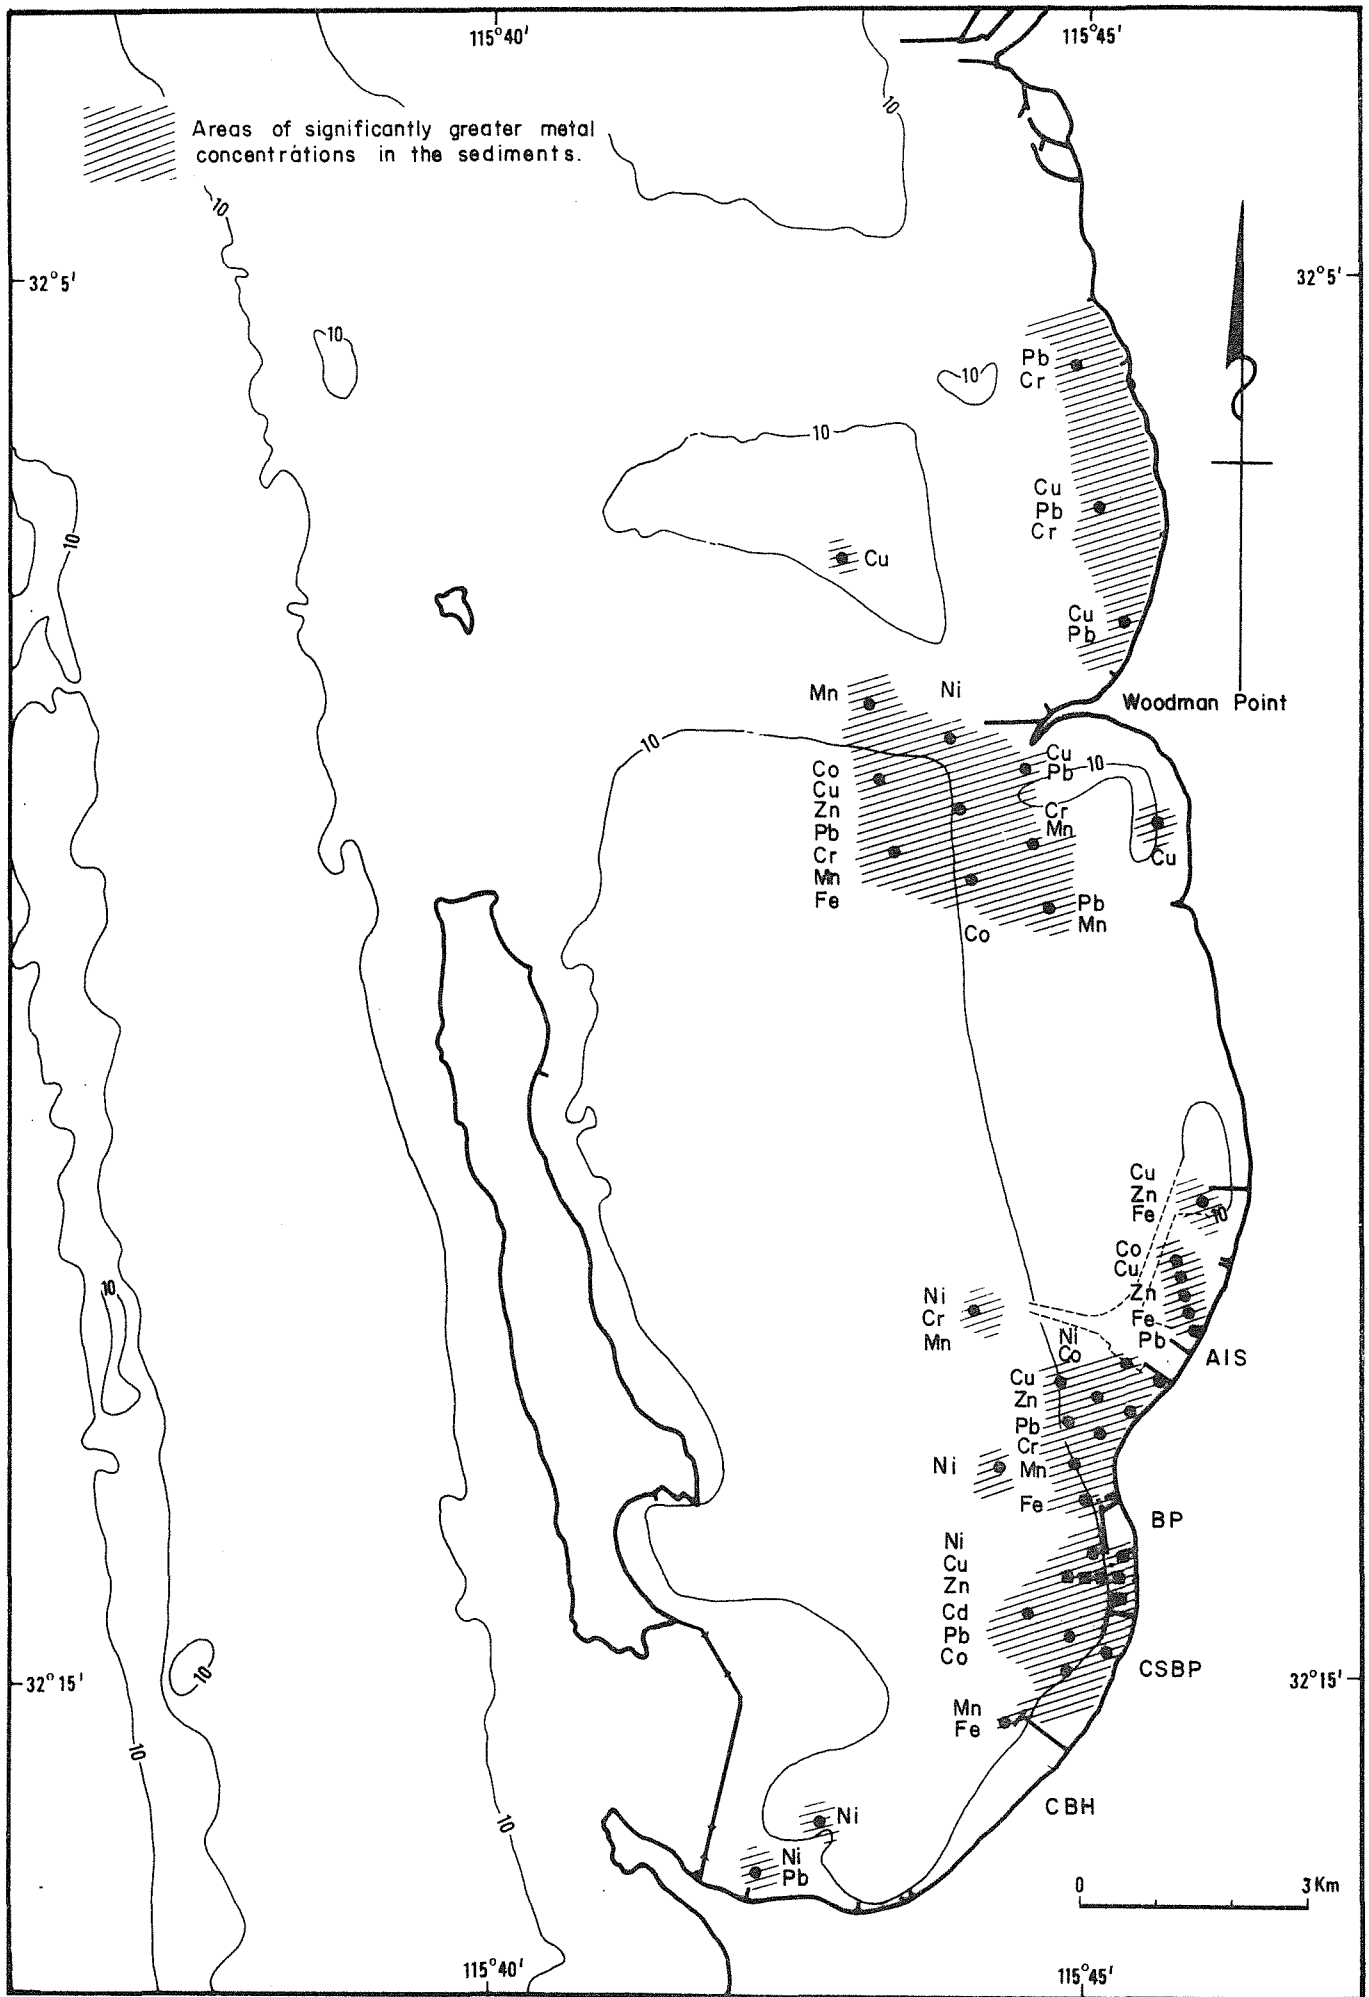 115°40'
115°45'
10
Areas of significantly greater metal
concentrations in the sediments.
10
32°5'
32°5'
10
Pb
Cr
10
10
Cu
Pb
Cr
10
Cu
Cu
Pb
Mn
Ni
Woodman Point
10
Cu
Pb
10
Co
Cu
Zn
Pb
Cr
Mn
Fe
Cr
Mn
Cu
Pb
Mn
Co
Cu
Zn
Fe
10
Co
Cu
Zn
Fe
Pb
10
Ni
Cr
Mn
Ni
Co
AIS
Cu
Zn
Pb
Cr
Mn
Fe
Ni
BP
Ni
Cu
Zn
Cd
Pb
Co
CSBP
10
32°15'
32°15'
Mn
Fe
10
CBH
10
Ni
Ni
Pb
0
3 Km
115°40'
115°45'